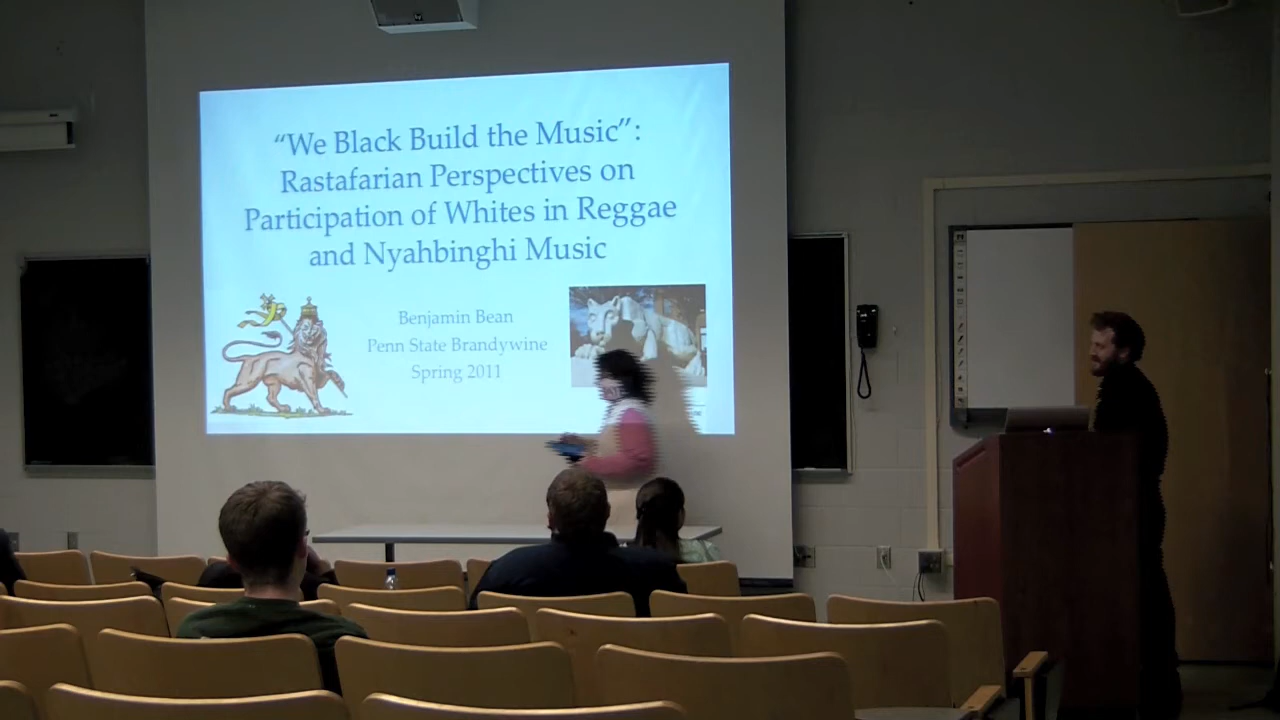 “We Black Build the Music”:
Rastafarian Perspectives on
Participation of Whites in Reggae
and Nyahbinghi Music
Benjamin Bean
Penn State Brandywine
Spring 2011